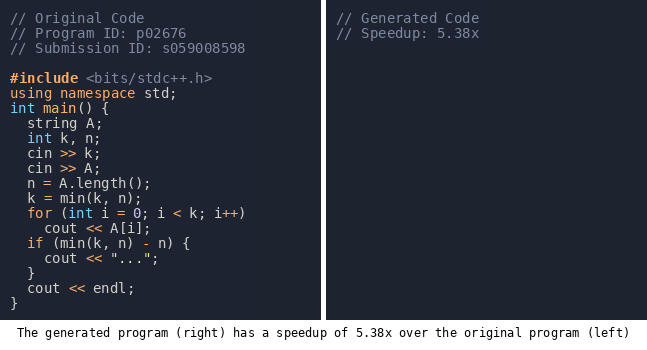 // Original Code
// Program ID: p02676
// Submission ID: s059008598
#include <bits/stdc++.h>
using namespace std;
int main() {
  string A;
  int k, n;
  cin >> k;
  cin >> A;
  n = A.length();
  k = min(k, n);
  for (int i = 0; i < k; i++)
    cout << A[i];
  if (min(k, n) - n) {
    cout << "...";
  }
  cout << endl;
}
// Generated Code
// Speedup: 5.38x
The generated program (right) has a speedup of 5.38x over the original program (left)